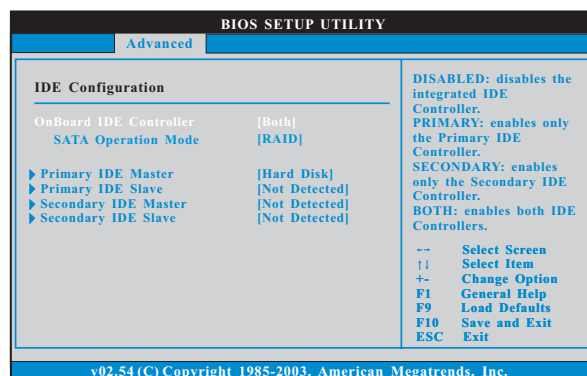 BIOS SETUP UTILITY
Advanced
IDE Configuration
OnBoard IDE Controller [Both]
SATA Operation Mode [RAID]
Primary IDE Master [Hard Disk]
Primary IDE Slave [Not Detected]
Secondary IDE Master [Not Detected]
Secondary IDE Slave [Not Detected]
DISABLED: disables the
integrated IDE
Controller.
PRIMARY: enables only
the Primary IDE
Controller.
SECONDARY: enables
only the Secondary IDE
Controller.
BOTH: enables both IDE
Controllers.
←→ Select Screen
↑↓ Select Item
+- Change Option
F1 General Help
F9 Load Defaults
F10 Save and Exit
ESC Exit
v02.54 (C) Copyright 1985-2003, American Megatrends, Inc.